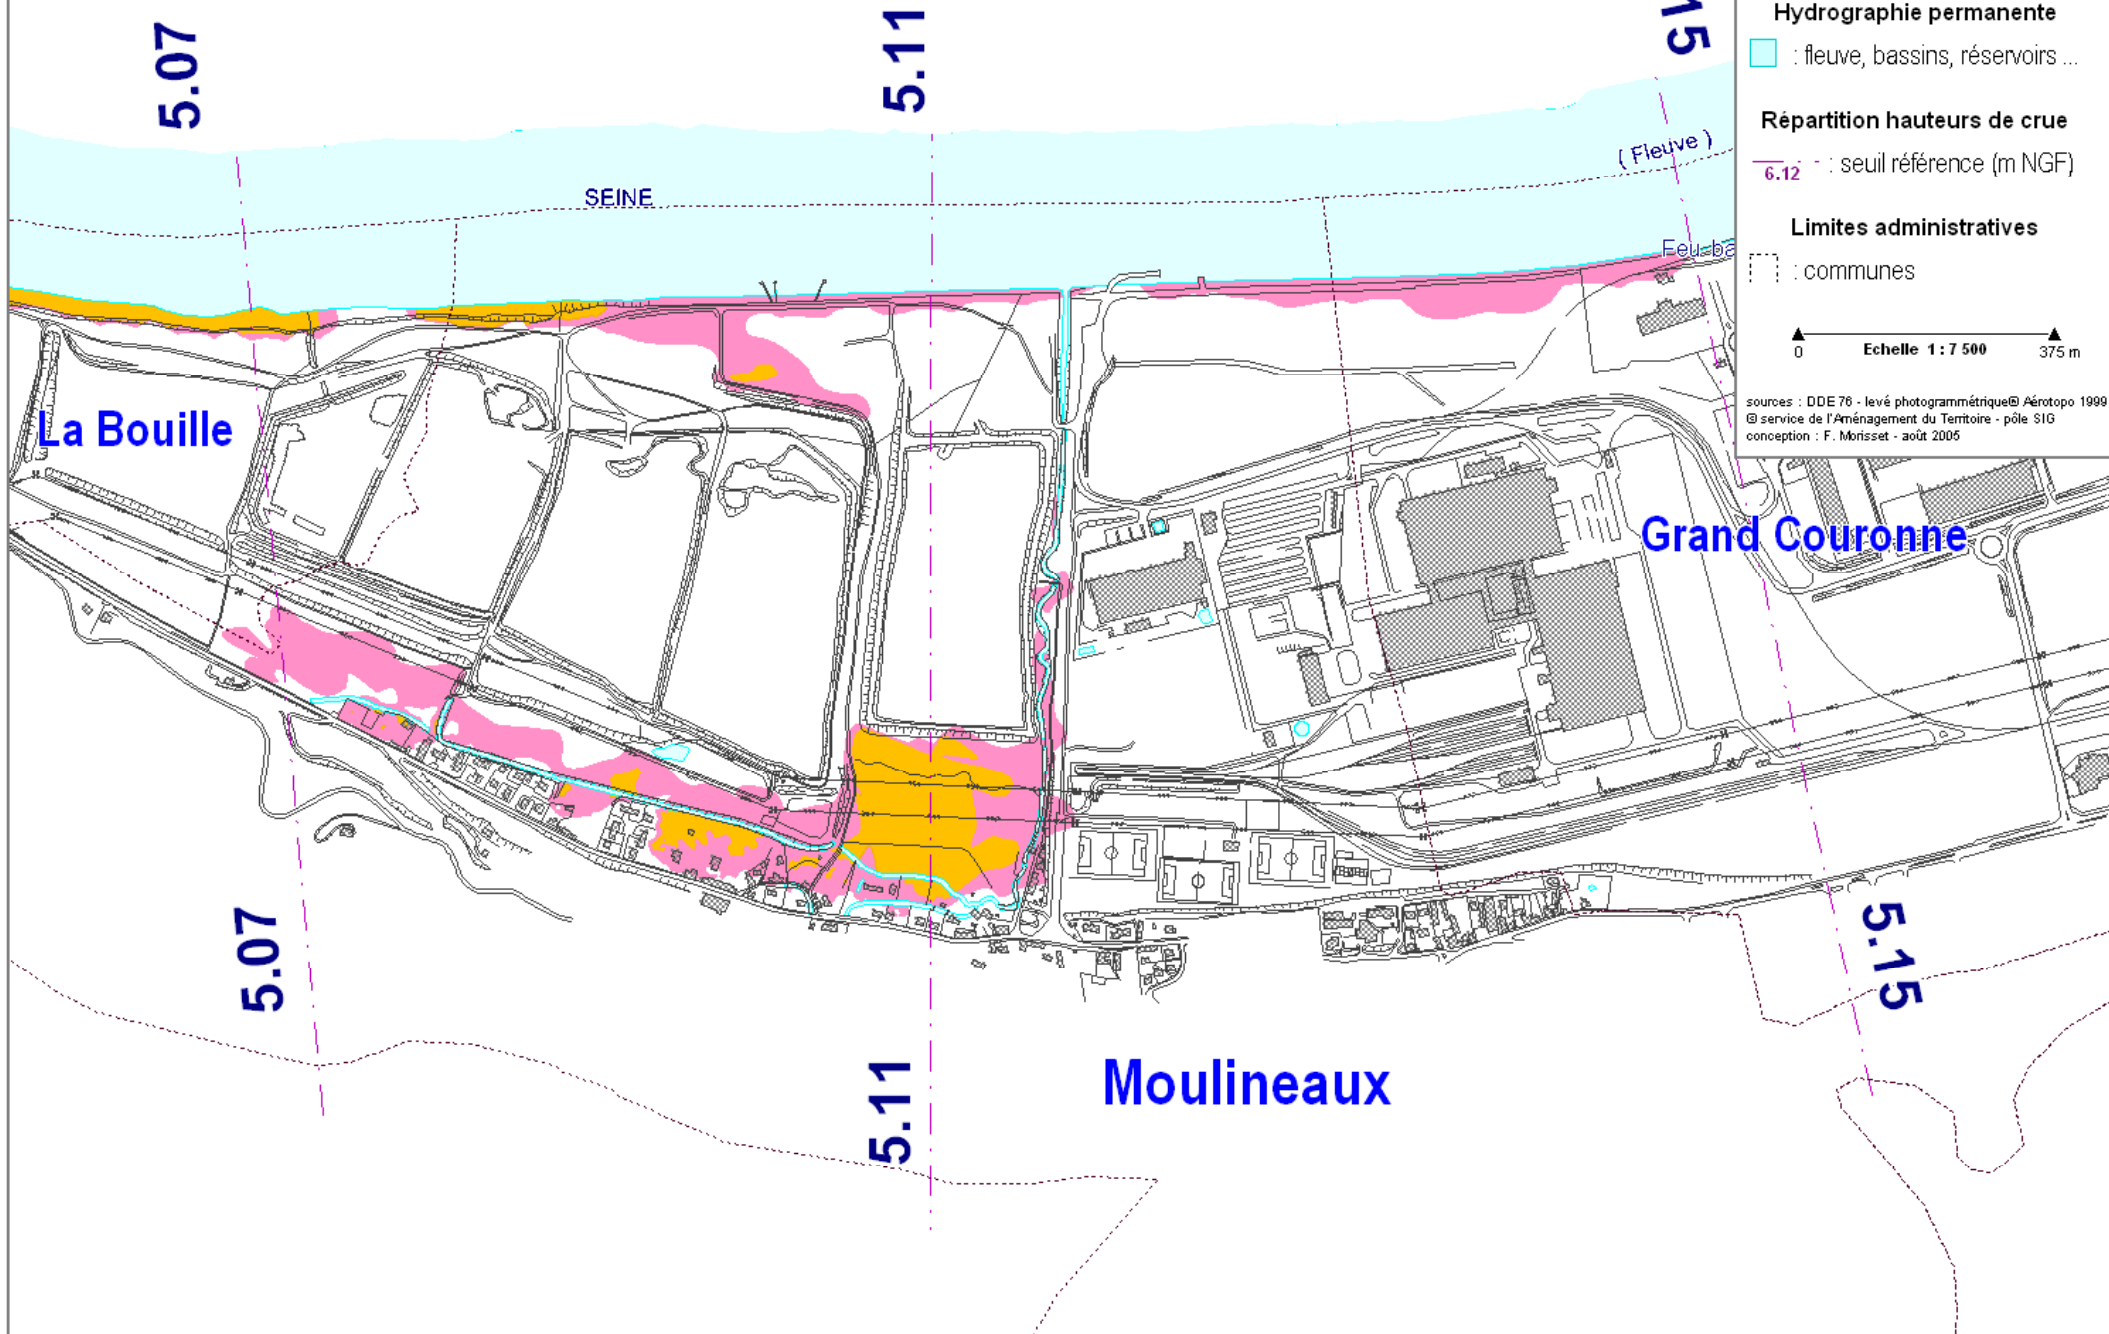 5.07
5.11
15
Hydrographie permanente
: fleuve, bassins, réservoirs ...
Répartition hauteurs de crue
6.12 : seuil référence (m NGF)
Limites administratives
: communes
0 Echelle 1 : 7 500 375 m
sources : DDE 76 - levé photogrammétrique® Aérotopo 1999
© service de l'Aménagement du Territoire - pôle SIG
conception : F. Morisset - août 2005
( Fleuve )
SEINE
Feu ba
La Bouille
Grand Couronne
5.07
5.15
5.11
Moulineaux